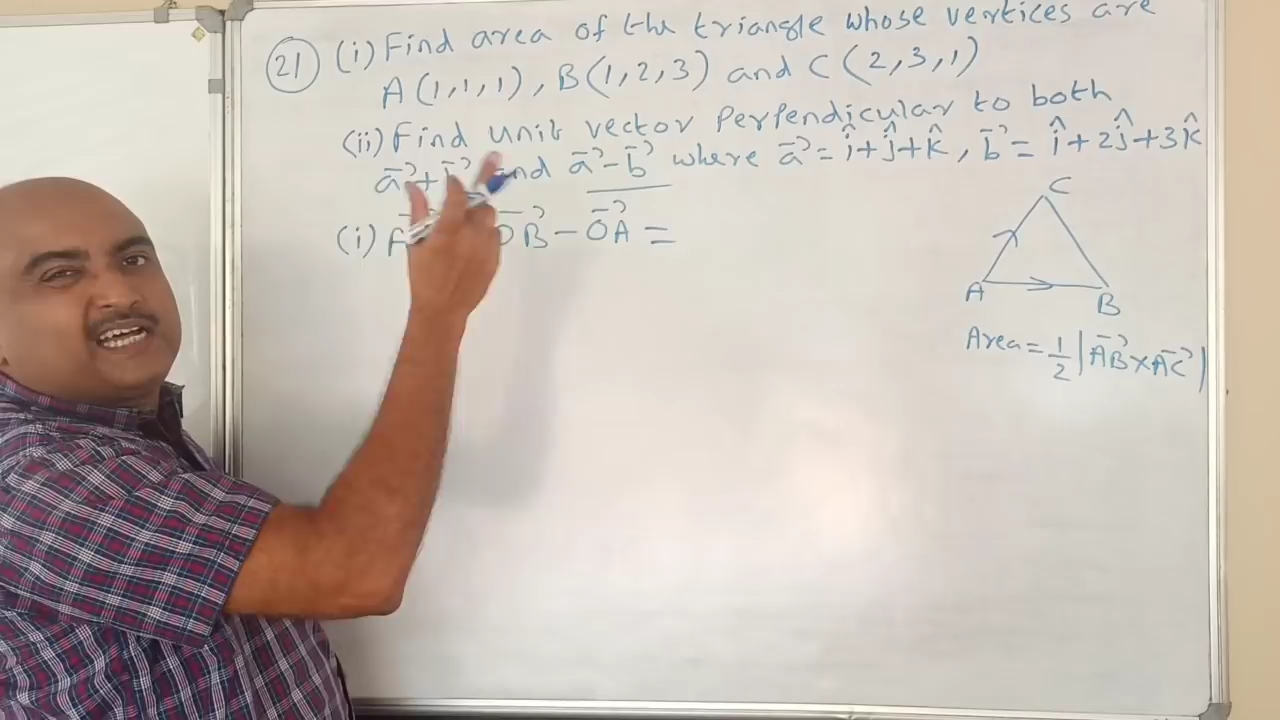 21 (i) Find area of the triangle whose vertices are
A (1,1,1), B(1,2,3) and C (2,3,1)
(ii) Find unit vector Perpendicular to both
a⃗ + and a⃗ - b⃗ where a⃗ = î+ĵ+k̂, b⃗ = î+2ĵ+3k̂
(i) A OB⃗ - OA⃗ =
C
A
B
Area = 1/2 |AB⃗ × AC⃗|